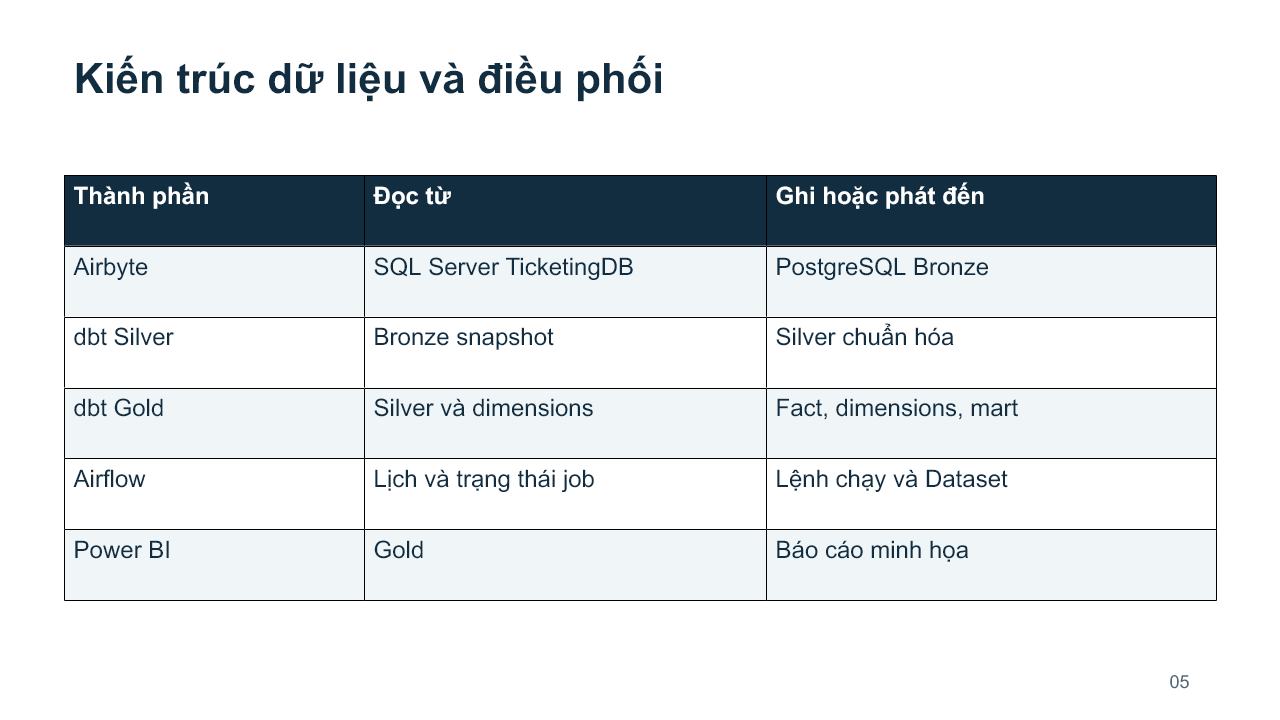 Kiến trúc dữ liệu và điều phối
Thành phần Đọc từ Ghi hoặc phát đến
Airbyte SQL Server TicketingDB PostgreSQL Bronze
dbt Silver Bronze snapshot Silver chuẩn hóa
dbt Gold Silver và dimensions Fact, dimensions, mart
Airflow Lịch và trạng thái job Lệnh chạy và Dataset
Power BI Gold Báo cáo minh họa
05